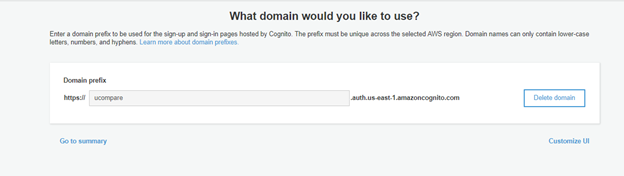 What domain would you like to use?
Enter a domain prefix to be used for the sign-up and sign-in pages hosted by Cognito. The prefix must be unique across the selected AWS region. Domain names can only contain lower-case
letters, numbers, and hyphens. Learn more about domain prefixes.
Domain prefix
https:// ucompare .auth.us-east-1.amazoncognito.com Delete domain
Go to summary Customize UI